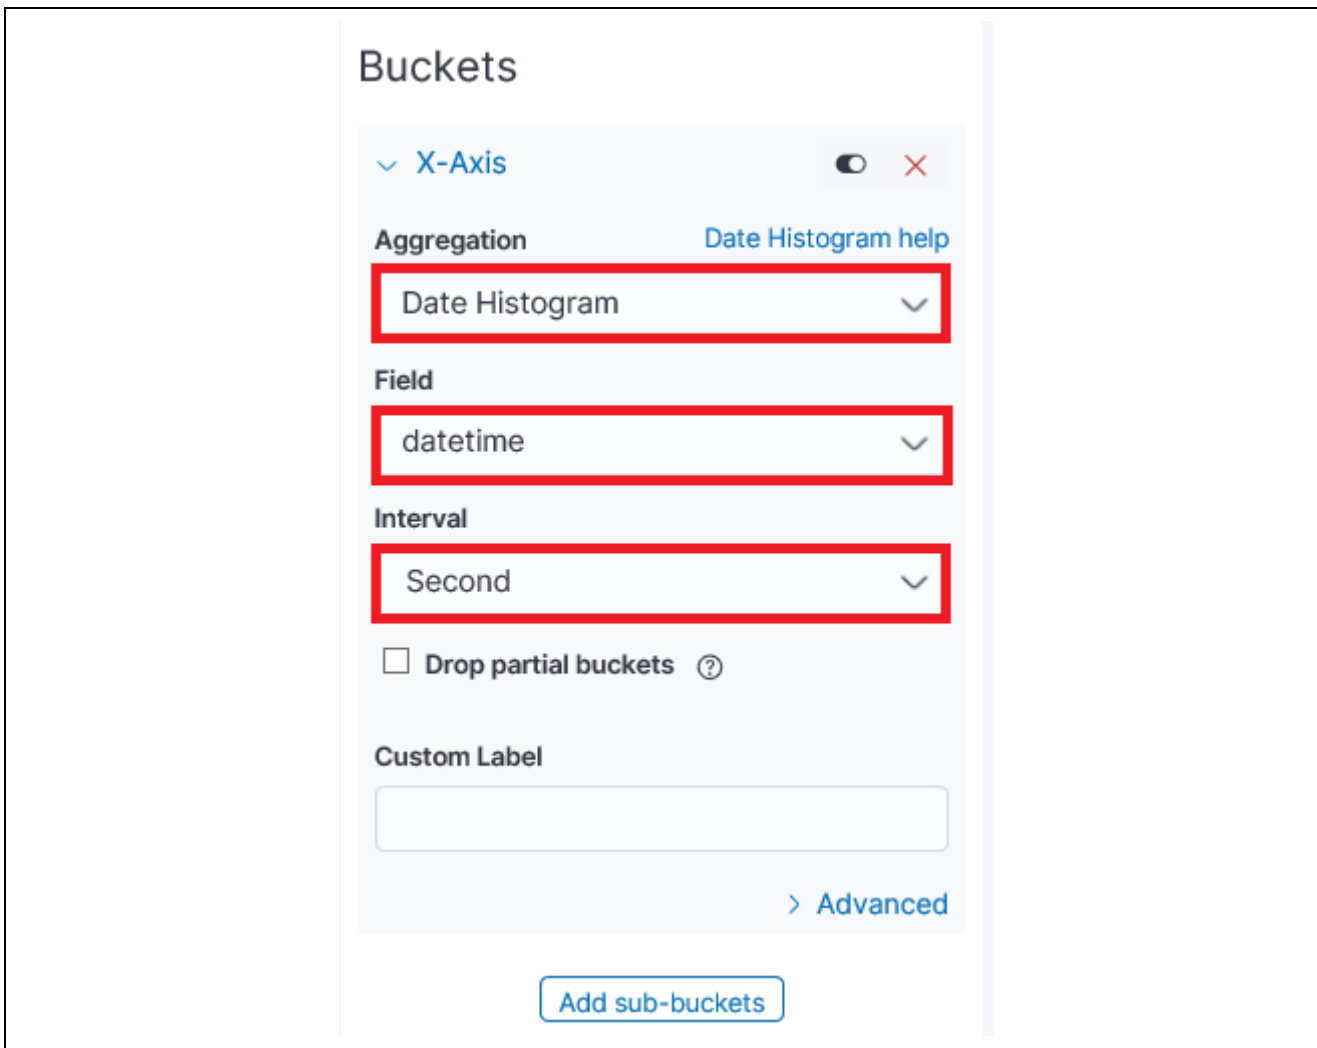 Buckets
X-Axis
Aggregation Date Histogram help
Date Histogram
Field
datetime
Interval
Second
Drop partial buckets
Custom Label
Advanced
Add sub-buckets